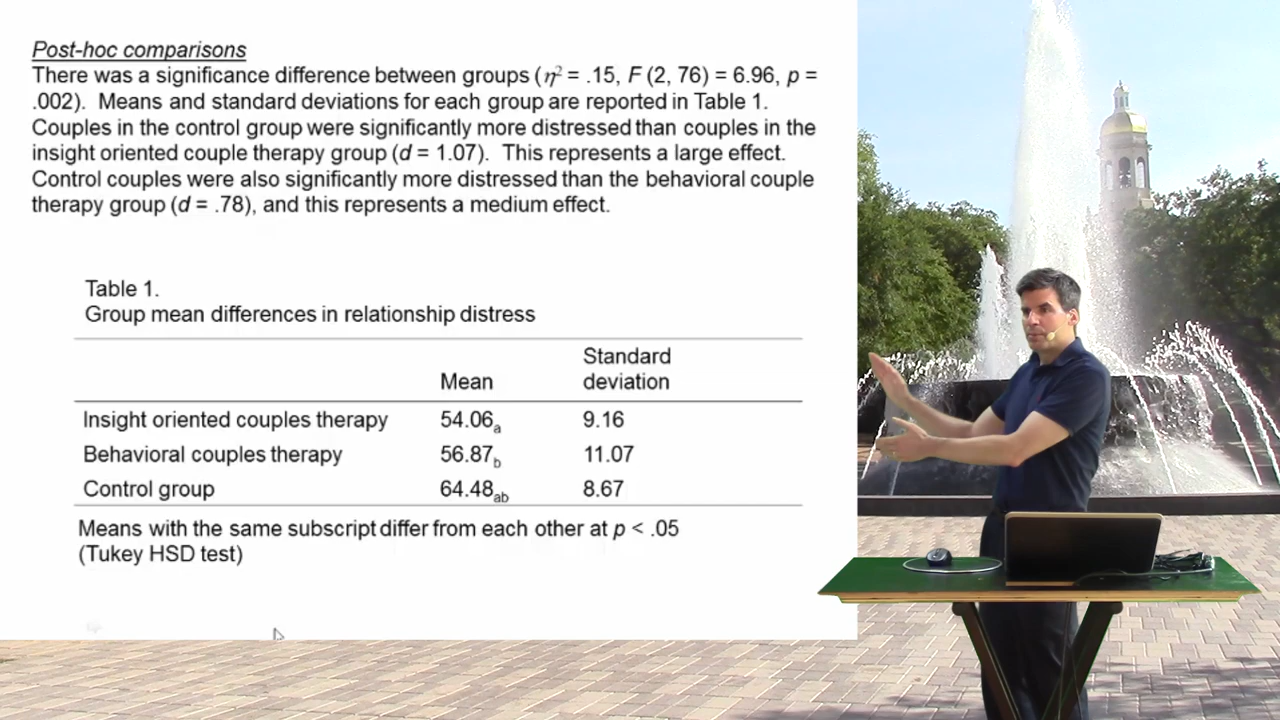 Post-hoc comparisons
There was a significance difference between groups (η² = .15, F (2, 76) = 6.96, p =
.002). Means and standard deviations for each group are reported in Table 1.
Couples in the control group were significantly more distressed than couples in the
insight oriented couple therapy group (d = 1.07). This represents a large effect.
Control couples were also significantly more distressed than the behavioral couple
therapy group (d = .78), and this represents a medium effect.
Table 1.
Group mean differences in relationship distress
Standard
Mean deviation
Insight oriented couples therapy 54.06a 9.16
Behavioral couples therapy 56.87b 11.07
Control group 64.48ab 8.67
Means with the same subscript differ from each other at p < .05
(Tukey HSD test)